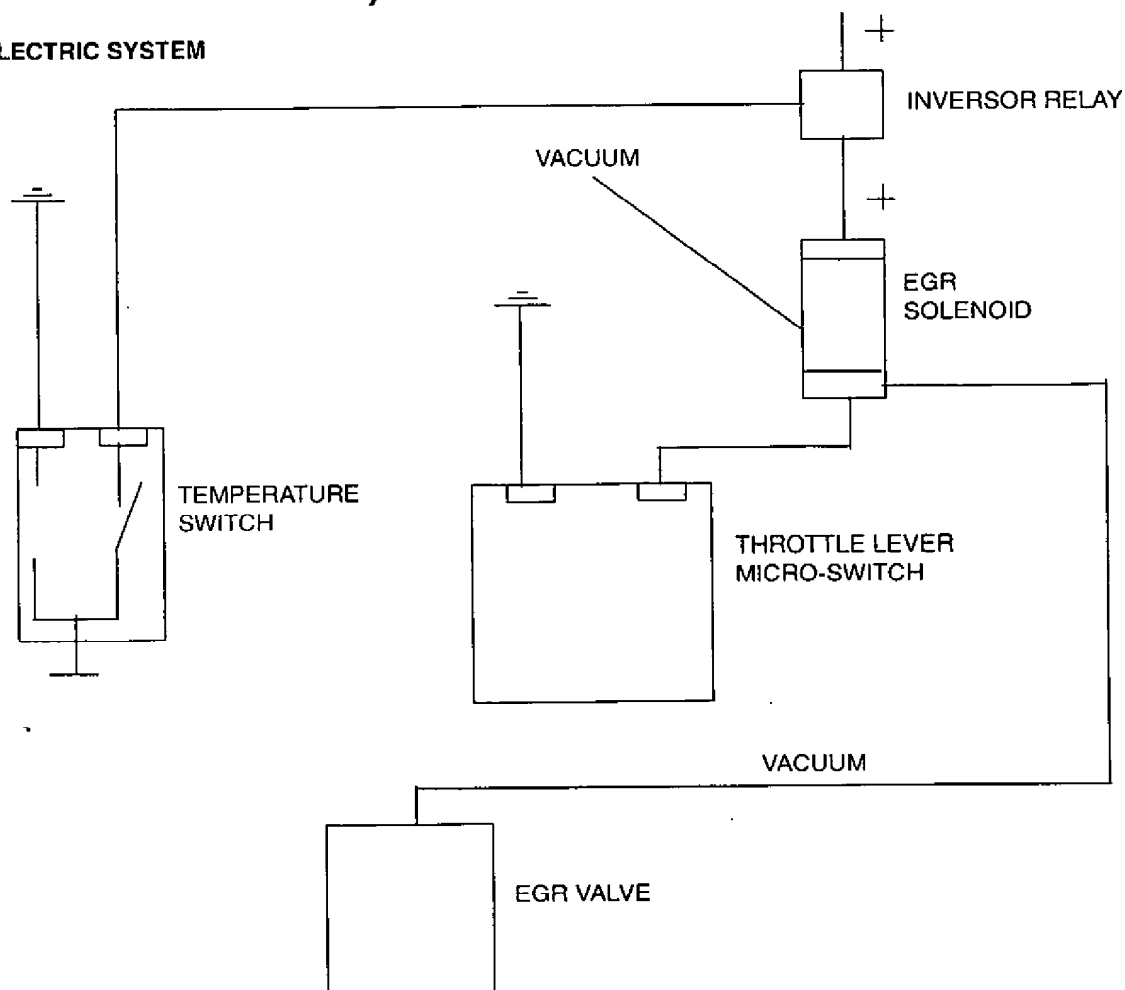 LECTRIC SYSTEM
+
INVERSOR RELAY
VACUUM
+
EGR
SOLENOID
TEMPERATURE
SWITCH
THROTTLE LEVER
MICRO-SWITCH
VACUUM
EGR VALVE